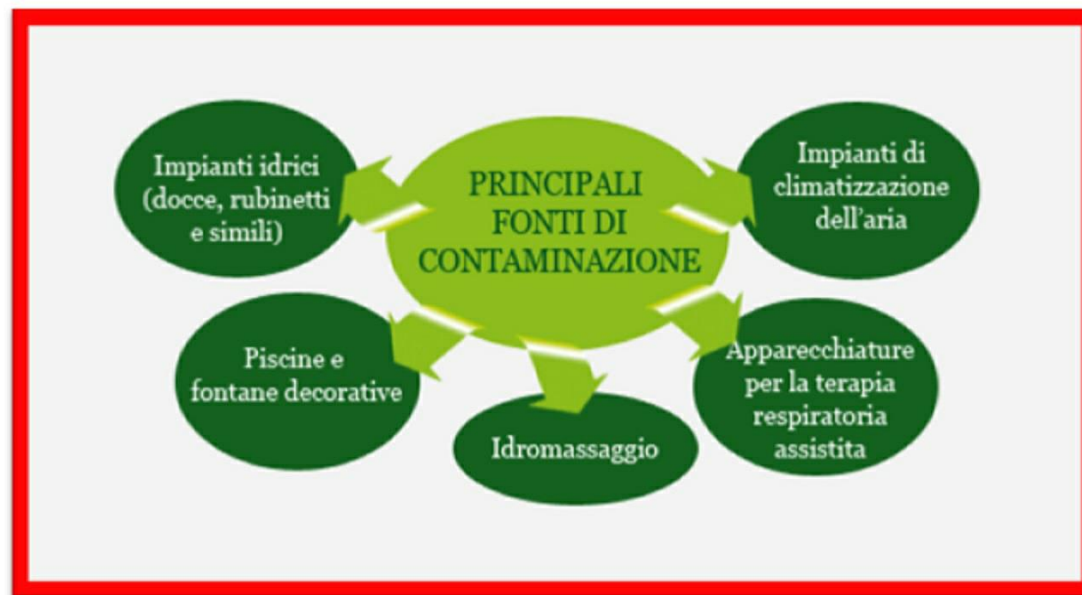 PRINCIPALI
FONTI DI
CONTAMINAZIONE
Impianti idrici
(docce, rubinetti
e simili)
Impianti di
climatizzazione
dell'aria
Piscine e
fontane decorative
Idromassaggio
Apparecchiature
per la terapia
respiratoria
assistita